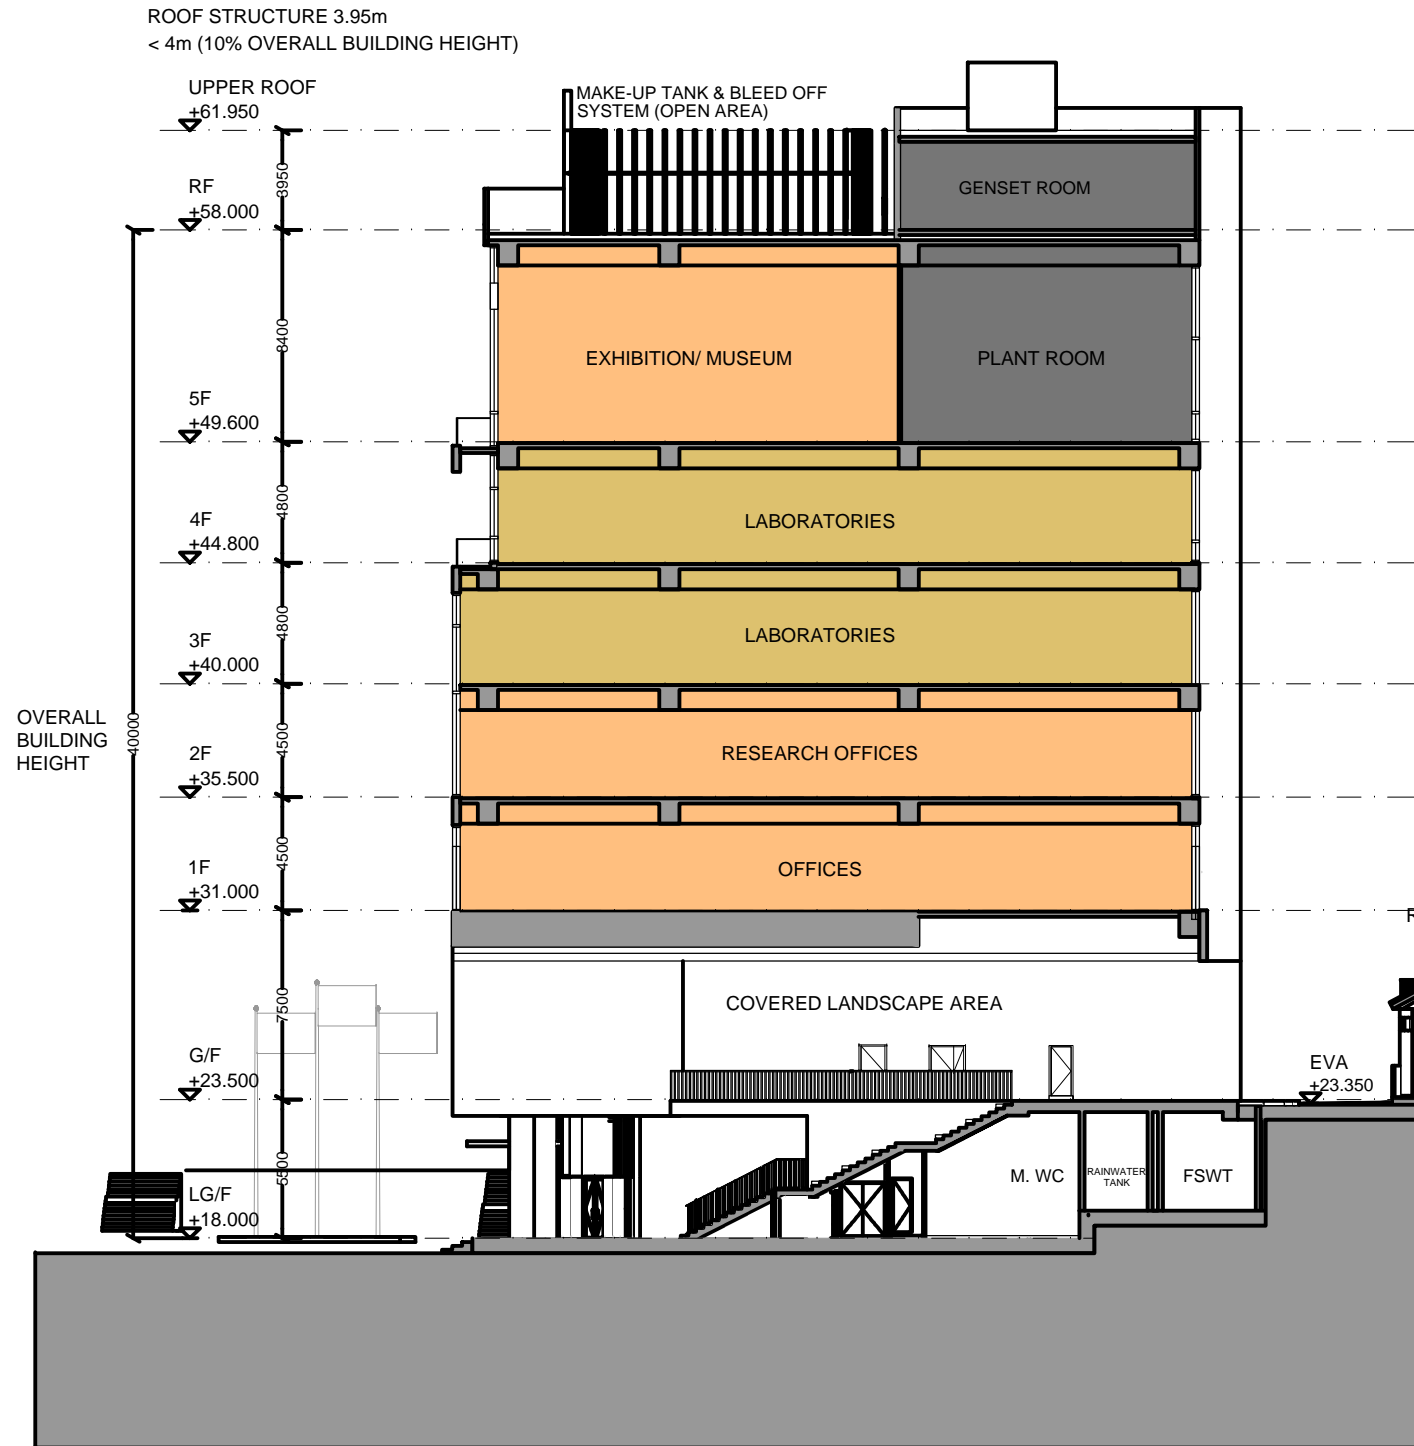 ROOF STRUCTURE 3.95m
< 4m (10% OVERALL BUILDING HEIGHT)
UPPER ROOF
+61.950
MAKE-UP TANK & BLEED OFF
SYSTEM (OPEN AREA)
3950
GENSET ROOM
RF
+58.000
8400
EXHIBITION/ MUSEUM
PLANT ROOM
5F
+49.600
4800
LABORATORIES
4F
+44.800
4800
LABORATORIES
3F
+40.000
OVERALL
BUILDING
HEIGHT
40000
4500
RESEARCH OFFICES
2F
+35.500
4500
OFFICES
1F
+31.000
R
7500
COVERED LANDSCAPE AREA
G/F
+23.500
EVA
+23.350
5500
M. WC
RAINWATER
TANK
FSWT
LG/F
+18.000